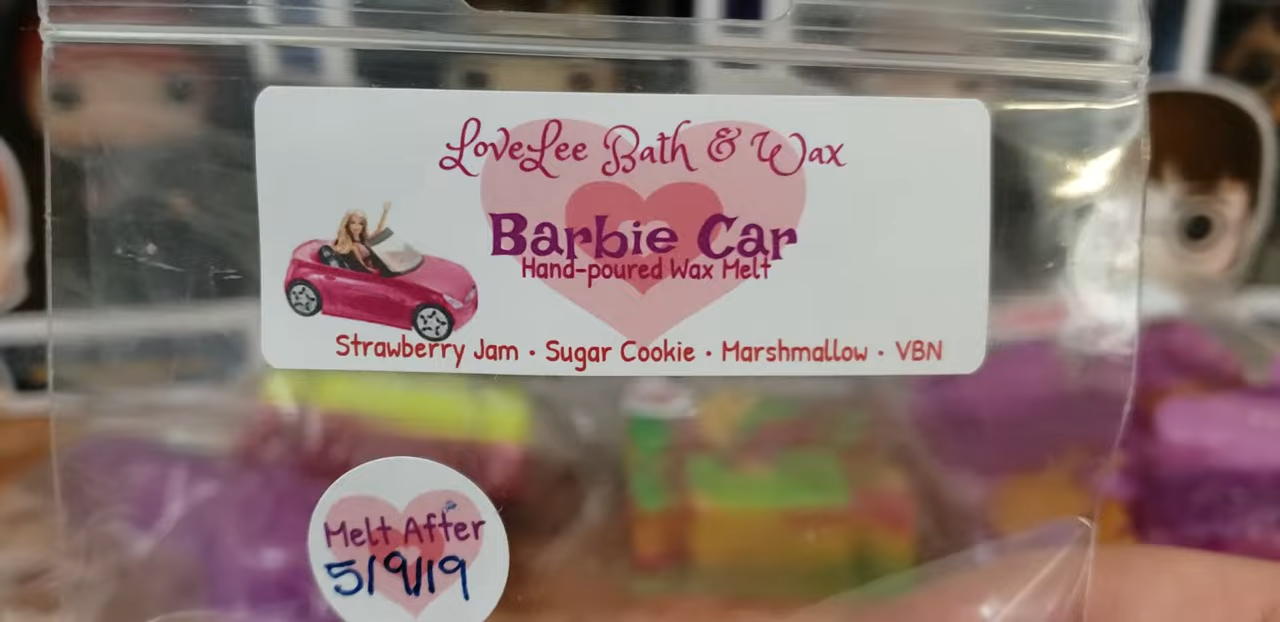 LoveLee Bath & Wax
Barbie Car
Hand-poured Wax Melt
Strawberry Jam • Sugar Cookie • Marshmallow • VBN
Melt After
5/9/19